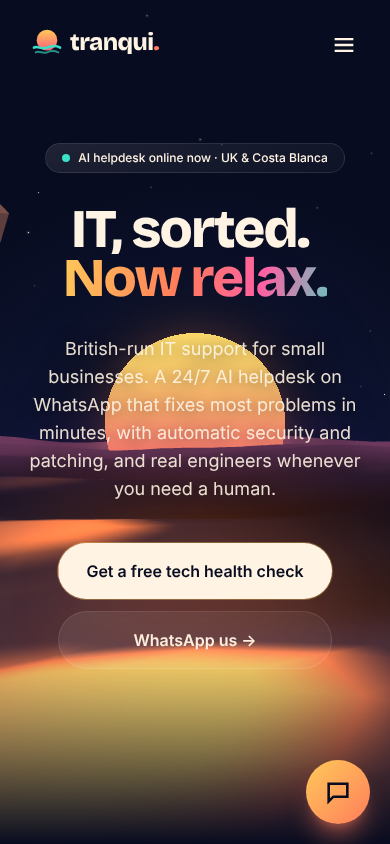 tranqui.
AI helpdesk online now · UK & Costa Blanca
IT, sorted.
Now relax.
British-run IT support for small
businesses. A 24/7 AI helpdesk on
WhatsApp that fixes most problems in
minutes, with automatic security and
patching, and real engineers whenever
you need a human.
Get a free tech health check
WhatsApp us →